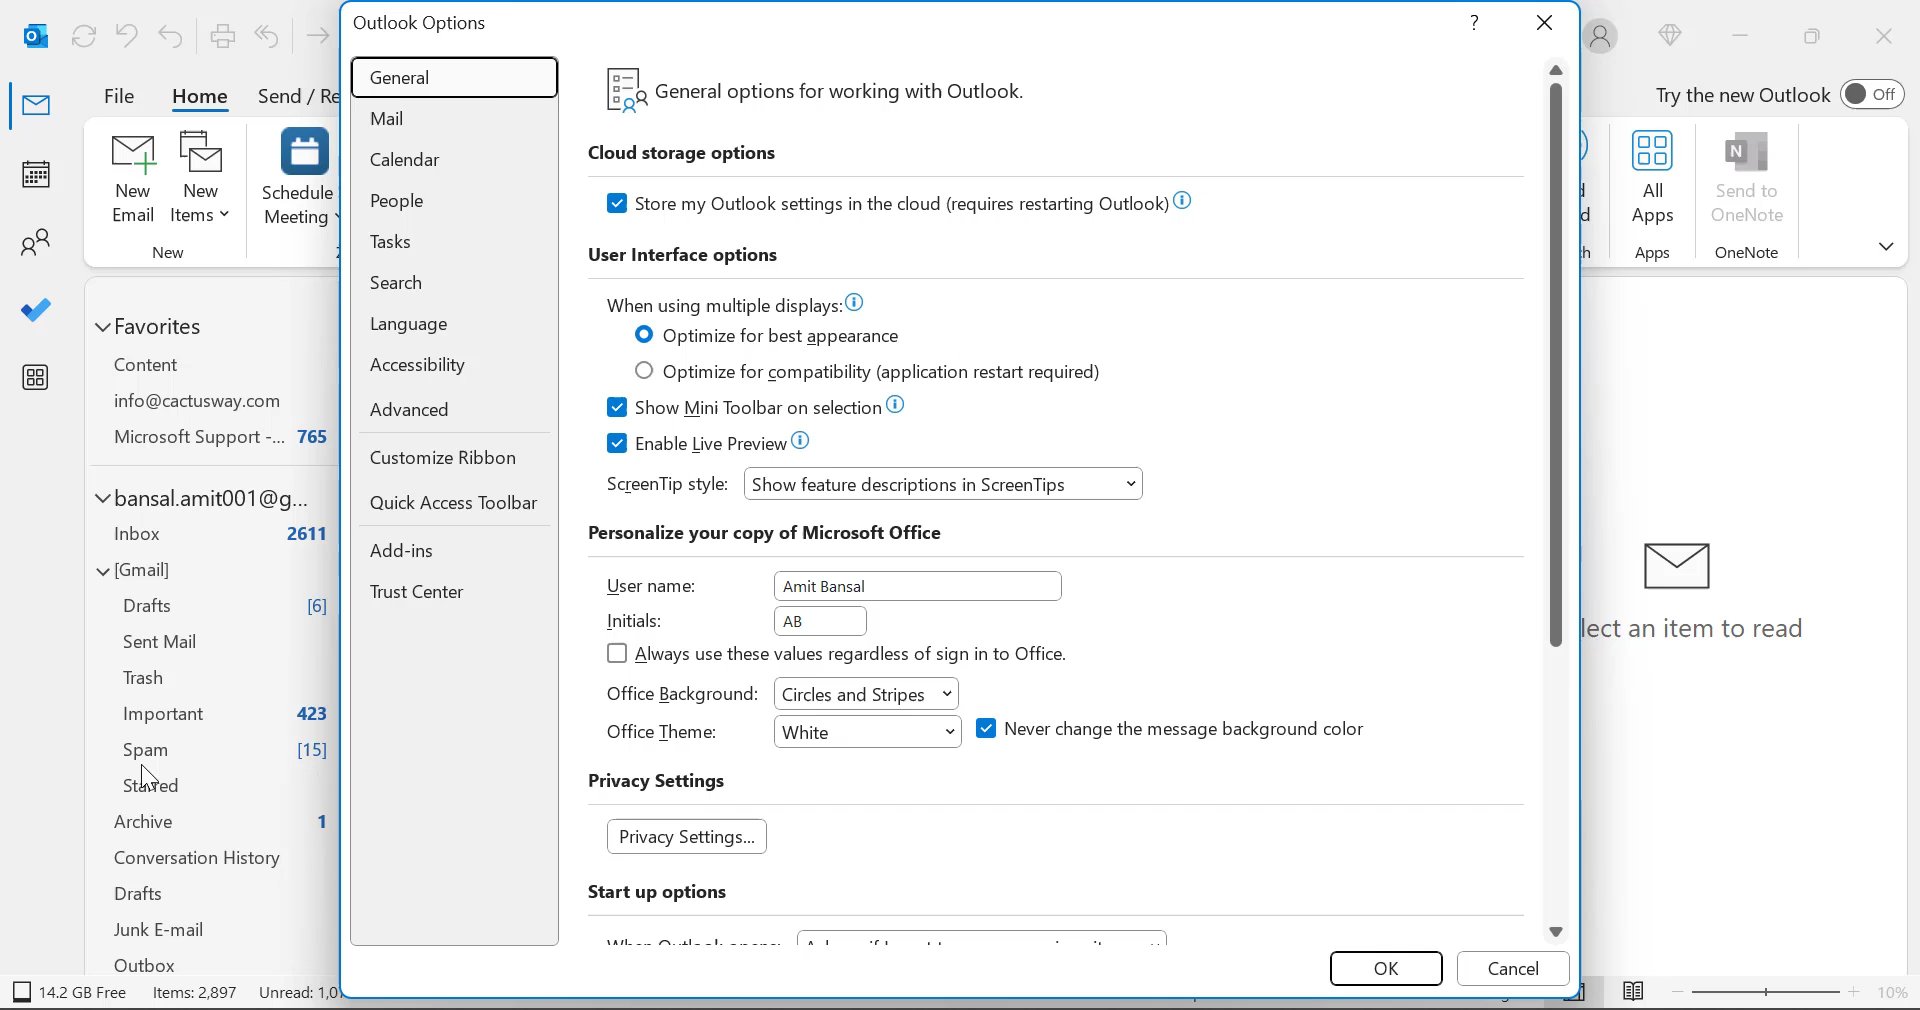 Outlook Options
?
File
Home
Send / Re
Try the new Outlook
Off
New
Email
New
Items
Schedule
Meeting
New
All
Apps
Apps
Send to
OneNote
OneNote
Favorites
Content
info@cactusway.com
Microsoft Support -... 765
bansal.amit001@g...
Inbox 2611
[Gmail]
Drafts [6]
Sent Mail
Trash
Important 423
Spam [15]
Starred
Archive 1
Conversation History
Drafts
Junk E-mail
Outbox
14.2 GB Free Items: 2,897 Unread: 1,0
General
Mail
Calendar
People
Tasks
Search
Language
Accessibility
Advanced
Customize Ribbon
Quick Access Toolbar
Add-ins
Trust Center
General options for working with Outlook.
Cloud storage options
Store my Outlook settings in the cloud (requires restarting Outlook)
User Interface options
When using multiple displays:
Optimize for best appearance
Optimize for compatibility (application restart required)
Show Mini Toolbar on selection
Enable Live Preview
ScreenTip style: Show feature descriptions in ScreenTips
Personalize your copy of Microsoft Office
User name: Amit Bansal
Initials: AB
Always use these values regardless of sign in to Office.
Office Background: Circles and Stripes
Office Theme: White Never change the message background color
Privacy Settings
Privacy Settings...
Start up options
OK
Cancel
lect an item to read
10%